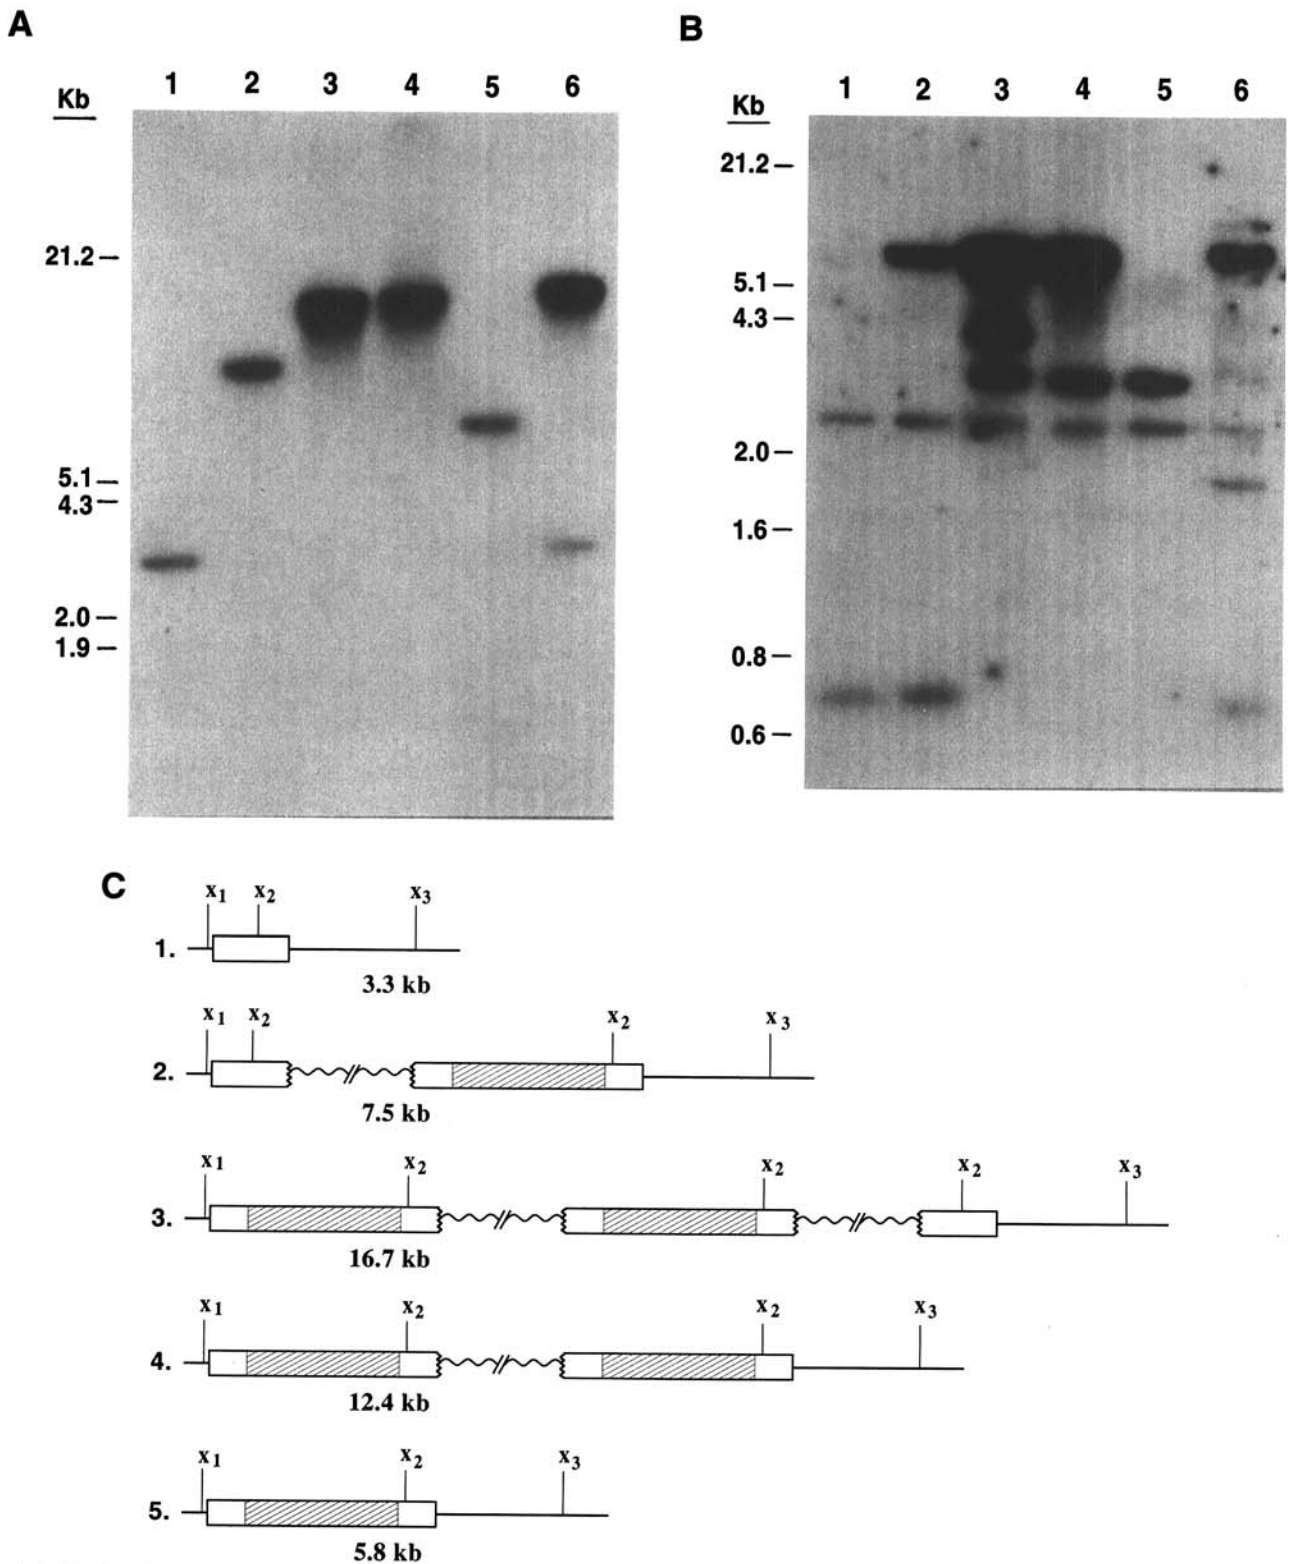 A
1 2 3 4 5 6
Kb
21.2
5.1
4.3
2.0
1.9
B
1 2 3 4 5 6
Kb
21.2
5.1
4.3
2.0
1.6
0.8
0.6
C
x1 x2 x3
1.
3.3 kb
x1 x2 x2 x3
2.
7.5 kb
x1 x2 x2 x2 x3
3.
16.7 kb
x1 x2 x2 x3
4.
12.4 kb
x1 x2 x3
5.
5.8 kb